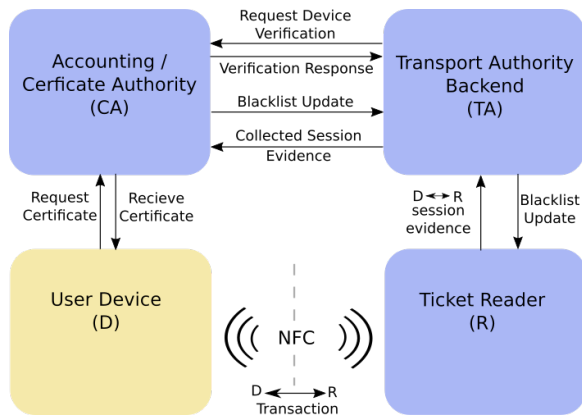 Accounting /
Cerficate Authority
(CA)
Request Device
Verification
Verification Response
Blacklist Update
Collected Session
Evidence
Transport Authority
Backend
(TA)
Request
Certificate
Recieve
Certificate
D R
session
evidence
Blacklist
Update
User Device
(D)
NFC
D R
Transaction
Ticket Reader
(R)